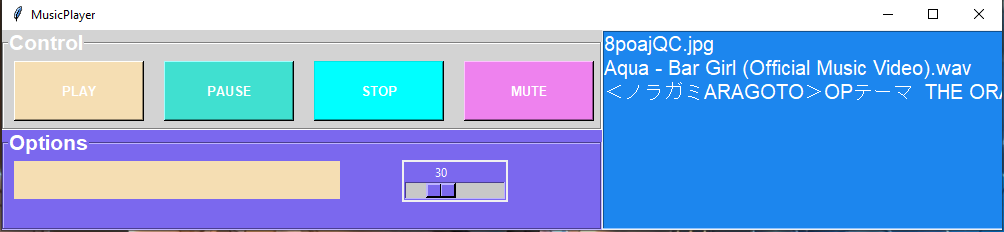 MusicPlayer
Control
PLAY PAUSE STOP MUTE
Options
30
8poajQC.jpg
Aqua - Bar Girl (Official Music Video).wav
＜ノラガミARAGOTO＞OPテーマ THE ORA